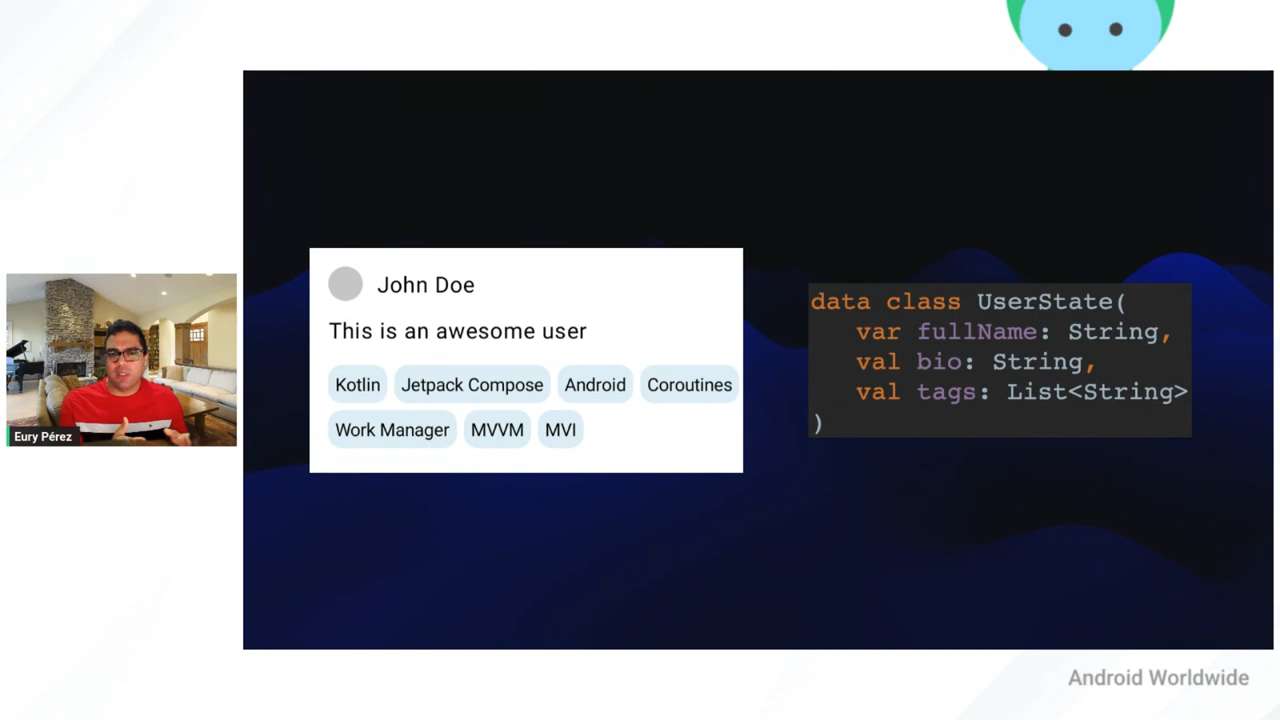 John Doe
This is an awesome user
Kotlin Jetpack Compose Android Coroutines
Work Manager MVVM MVI
data class UserState(
var fullName: String,
val bio: String,
val tags: List<String>
)
Eury Pérez
Android Worldwide